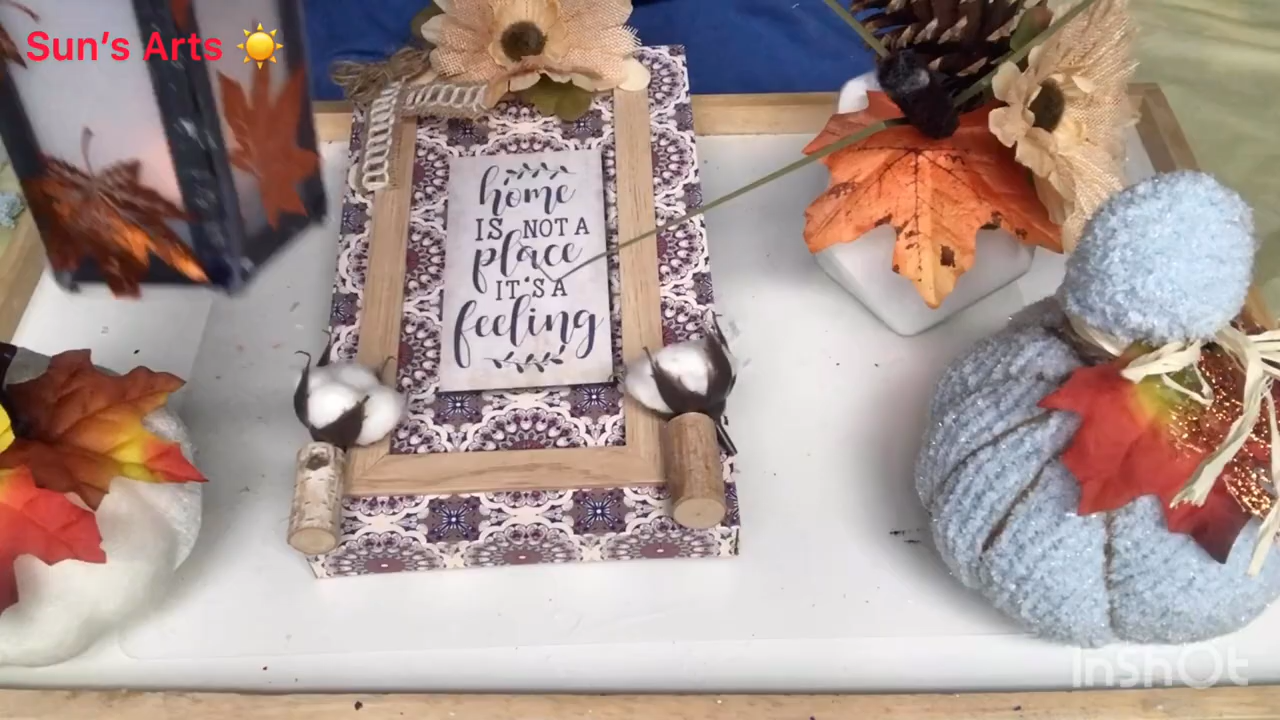 Sun's Arts ☀️
home
IS NOT A
place
IT'S A
feeling
InShOt